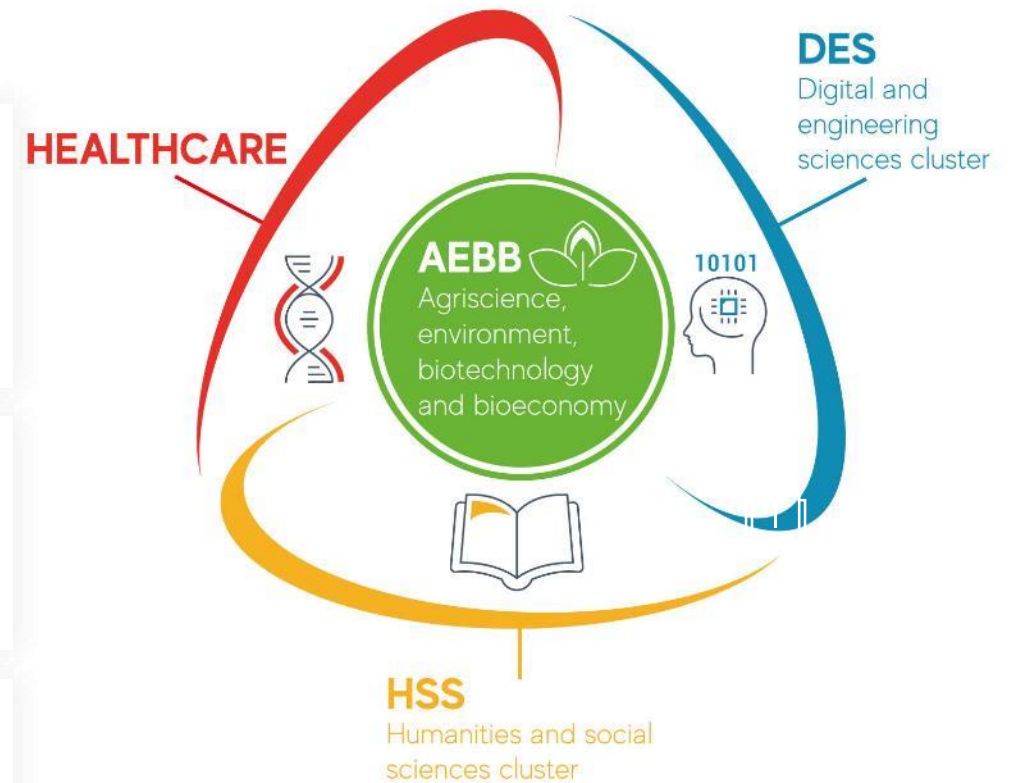 DES
Digital and
engineering
sciences cluster
HEALTHCARE
AEBB
Agriscience,
environment,
biotechnology
and bioeconomy
10101
HSS
Humanities and social
sciences cluster